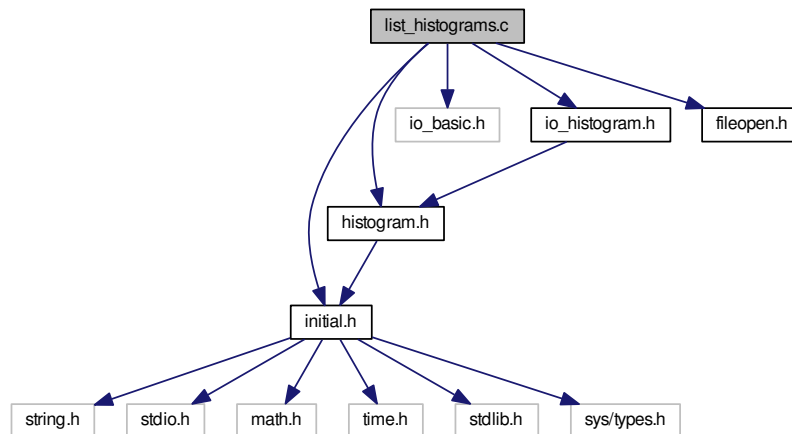 list_histograms.c
io_basic.h
io_histogram.h
fileopen.h
histogram.h
initial.h
string.h
stdio.h
math.h
time.h
stdlib.h
sys/types.h